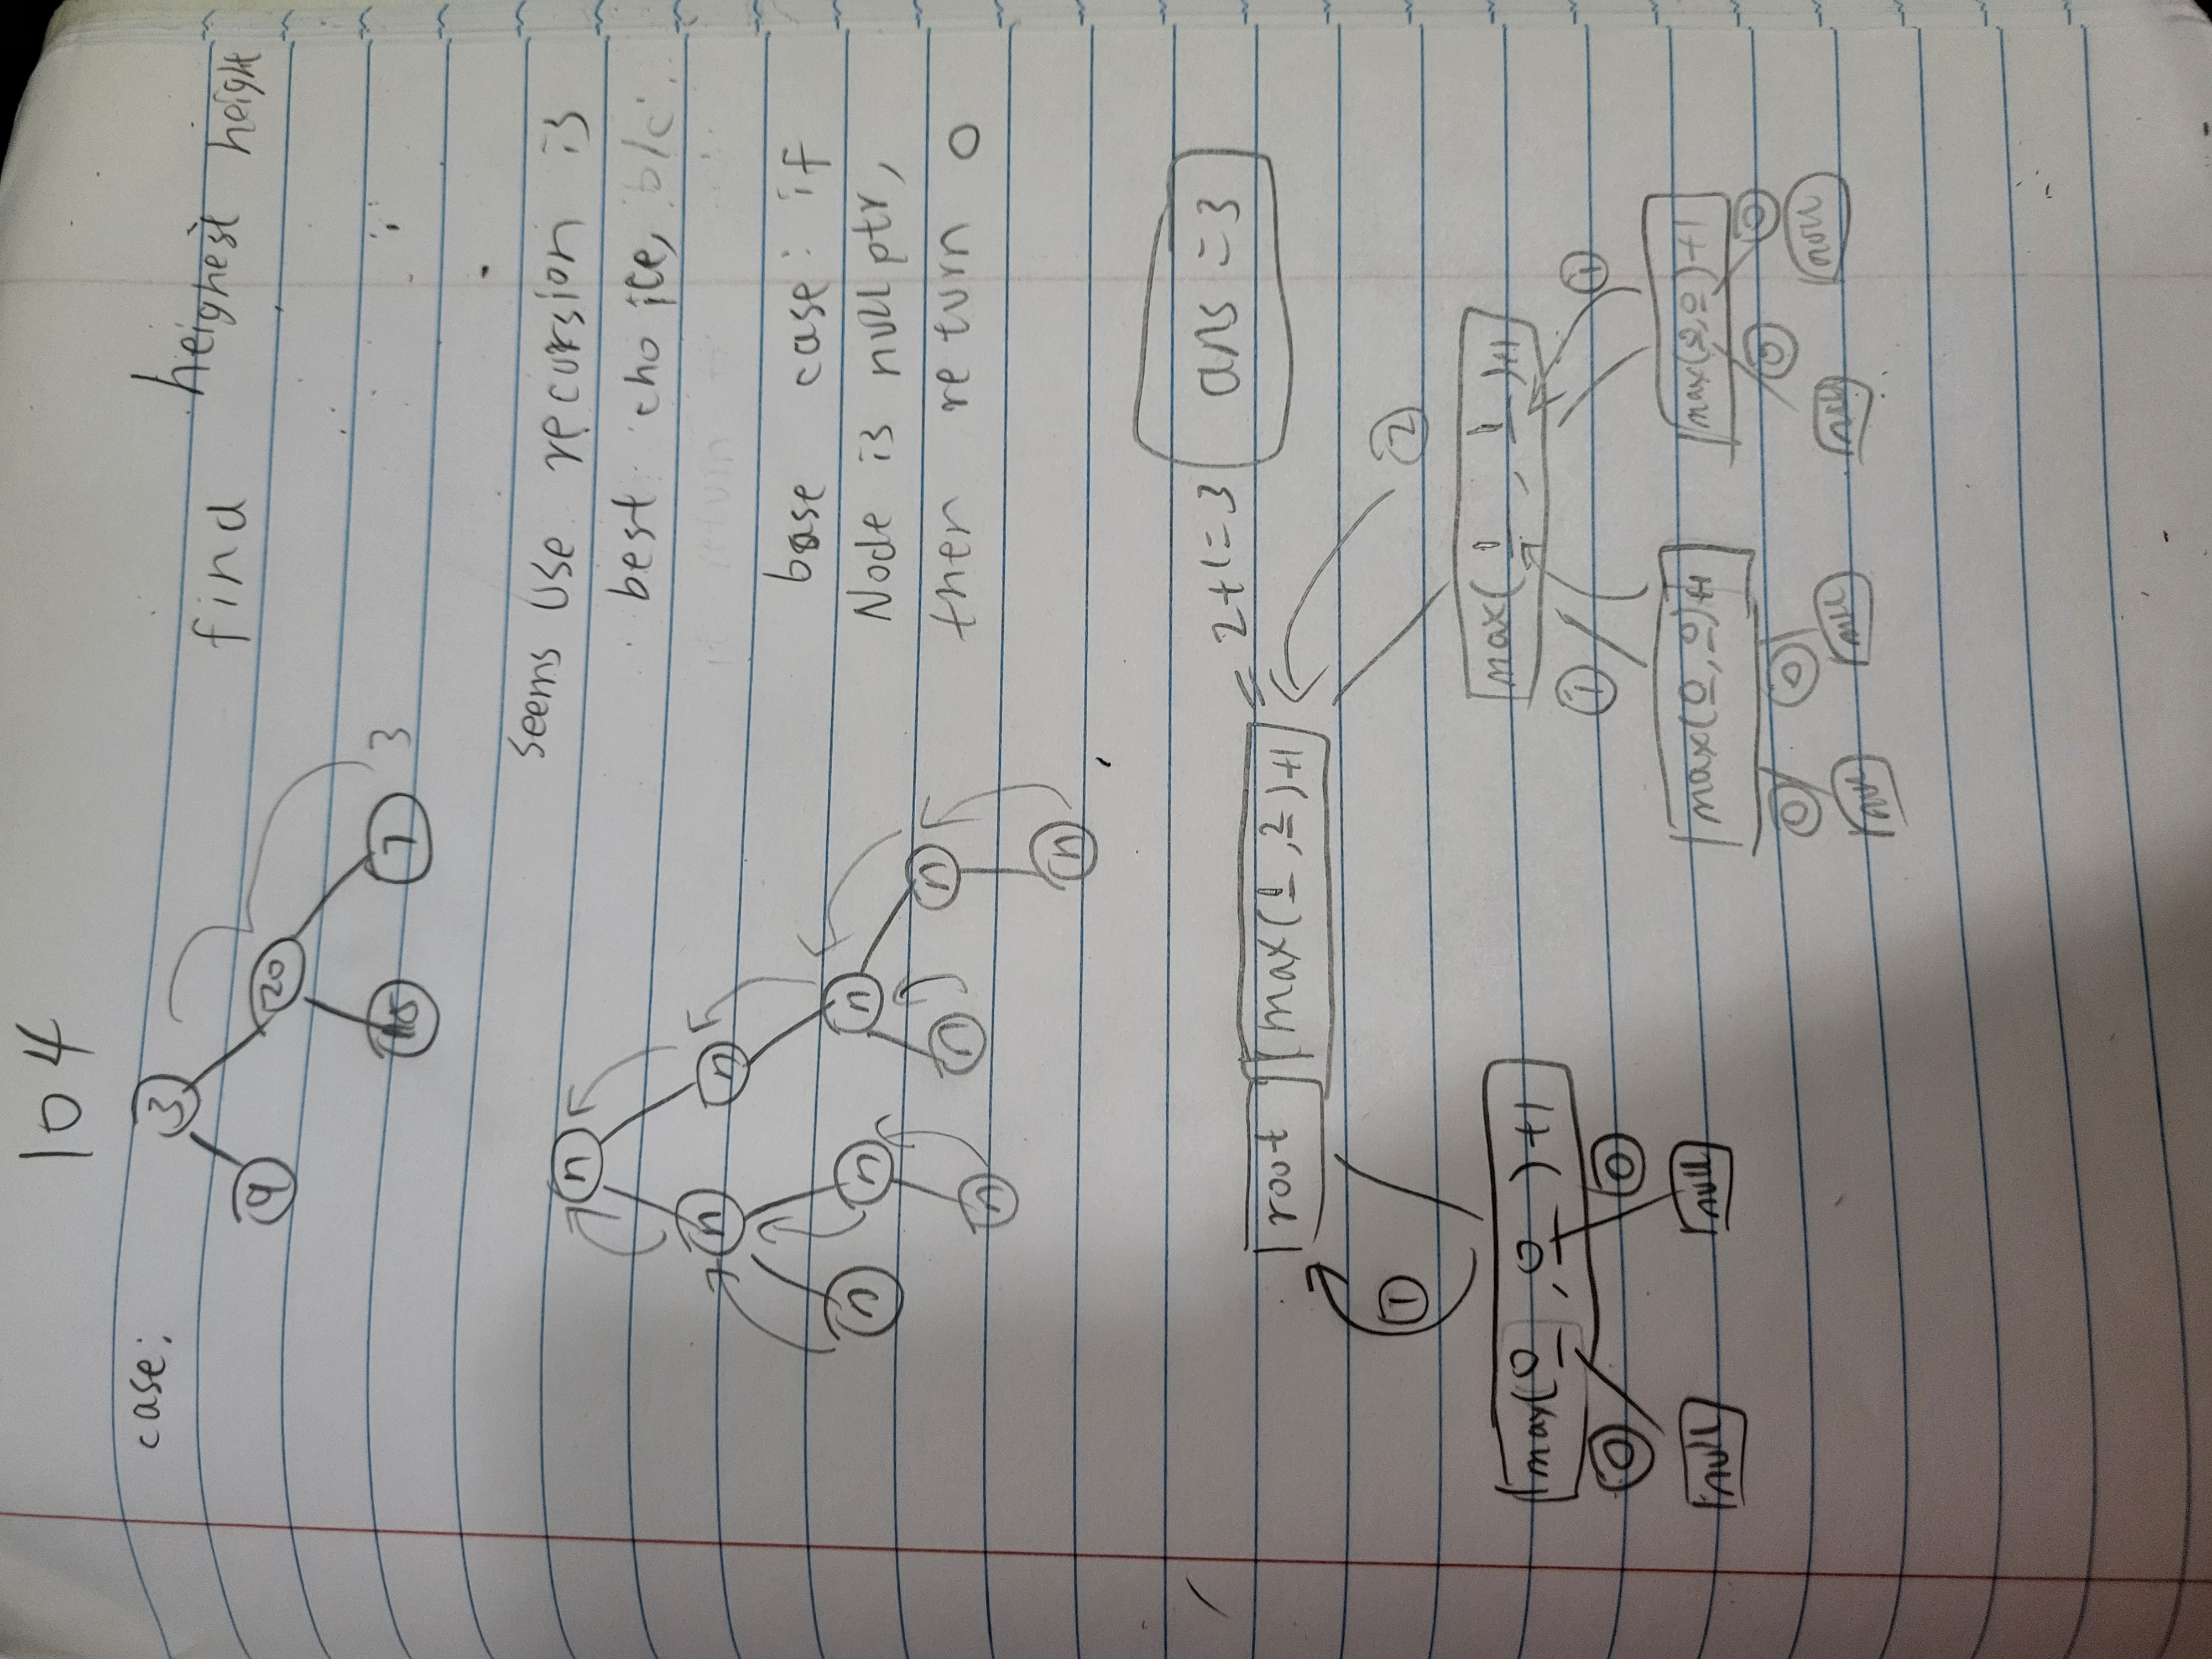 104
case:
3
find heighest height
9
20
15
7
3
seems use recursion is
best choice, b/c
it return
n
n
n
base case: if
n
n
n
Node is nullptr,
n
n
n
then return 0
n
2+1=3
ans = 3
root max(1,2)+1 =
1
2
max(0,0)+1
max(1,1)+1
0
0
1
1
null
null
max(0,0)+1
max(0,0)+1
0
0
0
0
null
null
null
null